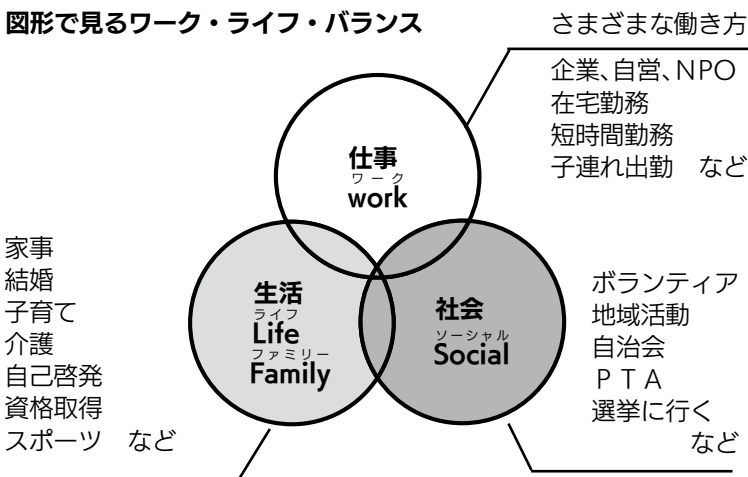 図形で見るワーク・ライフ・バランス
さまざまな働き方
企業、自営、NPO
在宅勤務
短時間勤務
子連れ出勤　など
仕事
ワーク
work
家事
結婚
子育て
介護
自己啓発
資格取得
スポーツ　など
生活
ライフ
Life
ファミリー
Family
社会
ソーシャル
Social
ボランティア
地域活動
自治会
ＰＴＡ
選挙に行く
など